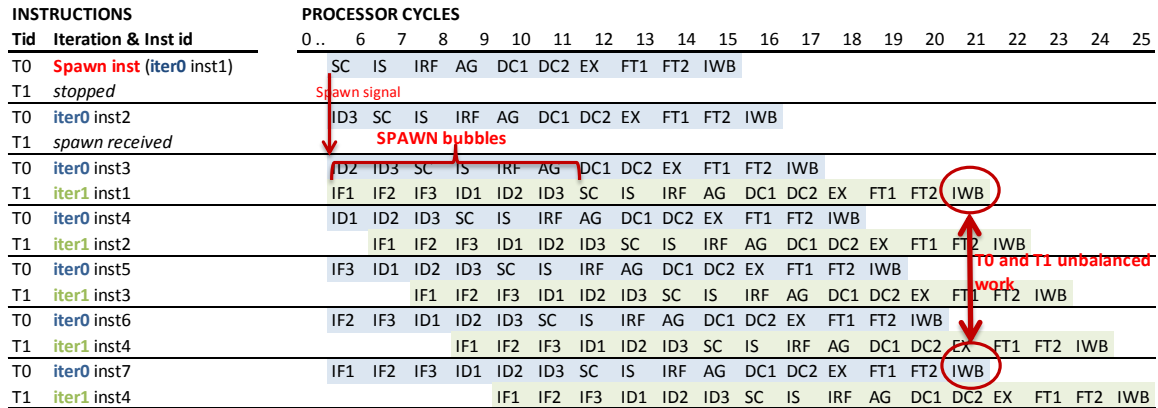 INSTRUCTIONS PROCESSOR CYCLES
Tid Iteration & Inst id 0 .. 6 7 8 9 10 11 12 13 14 15 16 17 18 19 20 21 22 23 24 25
T0 Spawn inst (iter0 inst1) SC IS IRF AG DC1 DC2 EX FT1 FT2 IWB
T1 stopped Spawn signal
T0 iter0 inst2 ID3 SC IS IRF AG DC1 DC2 EX FT1 FT2 IWB
T1 spawn received SPAWN bubbles
T0 iter0 inst3 ID2 ID3 SC IS IRF AG DC1 DC2 EX FT1 FT2 IWB
T1 iter1 inst1 IF1 IF2 IF3 ID1 ID2 ID3 SC IS IRF AG DC1 DC2 EX FT1 FT2 IWB
T0 iter0 inst4 ID1 ID2 ID3 SC IS IRF AG DC1 DC2 EX FT1 FT2 IWB
T1 iter1 inst2 IF1 IF2 IF3 ID1 ID2 ID3 SC IS IRF AG DC1 DC2 EX FT1 FT2 IWB
T0 iter0 inst5 IF3 ID1 ID2 ID3 SC IS IRF AG DC1 DC2 EX FT1 FT2 IWB T0 and T1 unbalanced
work
T1 iter1 inst3 IF1 IF2 IF3 ID1 ID2 ID3 SC IS IRF AG DC1 DC2 EX FT1 FT2 IWB
T0 iter0 inst6 IF2 IF3 ID1 ID2 ID3 SC IS IRF AG DC1 DC2 EX FT1 FT2 IWB
T1 iter1 inst4 IF1 IF2 IF3 ID1 ID2 ID3 SC IS IRF AG DC1 DC2 EX FT1 FT2 IWB
T0 iter0 inst7 IF1 IF2 IF3 ID1 ID2 ID3 SC IS IRF AG DC1 DC2 EX FT1 FT2 IWB
T1 iter1 inst4 IF1 IF2 IF3 ID1 ID2 ID3 SC IS IRF AG DC1 DC2 EX FT1 FT2 IWB